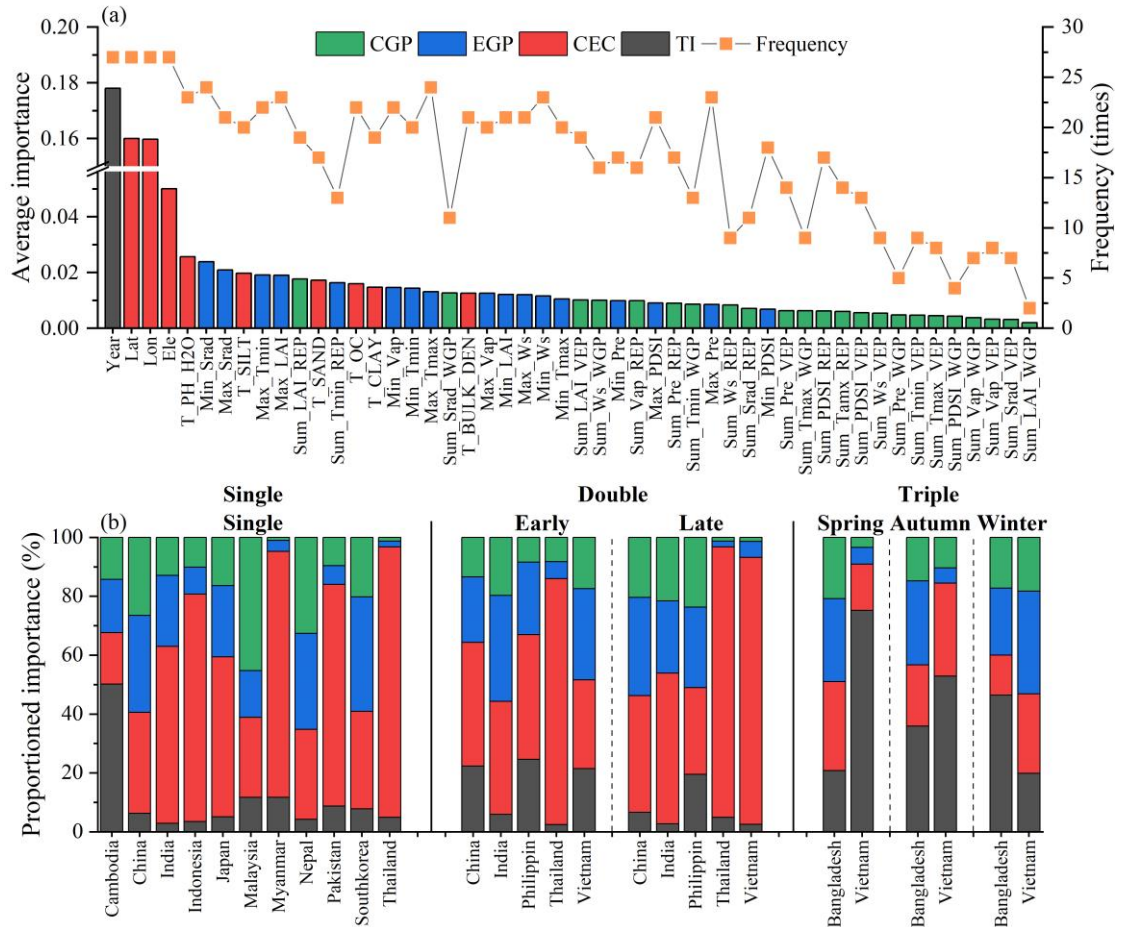 (a)
CGP EGP CEC TI Frequency
Average importance
0.20
0.18
0.16
0.04
0.02
0.00
Frequency (times)
30
25
20
15
10
5
0
Year
Lat
Lon
Ele
T_PH_H2O
Min_Srad
Max_Srad
T_SILT
Max_Tmin
Max_LAI
Sum_LAI_REP
T_SAND
Sum_Tmin_REP
T_OC
T_CLAY
Min_Vap
Min_Tmin
Max_Tmax
Sum_Srad_WGP
T_BULK_DEN
Max_Vap
Min_LAI
Max_Ws
Min_Ws
Min_Tmax
Sum_LAI_VEP
Sum_Ws_WGP
Min_Pre
Sum_Vap_REP
Max_PDSI
Sum_Pre_REP
Sum_Tmin_WGP
Max_Pre
Sum_Ws_REP
Sum_Srad_REP
Min_PDSI
Sum_Pre_VEP
Sum_Tmax_WGP
Sum_PDSI_REP
Sum_Tamx_REP
Sum_PDSI_VEP
Sum_Ws_VEP
Sum_Pre_WGP
Sum_Tmin_VEP
Sum_Tmax_VEP
Sum_PDSI_WGP
Sum_Vap_WGP
Sum_Vap_VEP
Sum_Srad_VEP
Sum_LAI_WGP
Single Double Triple
(b) Single Early Late Spring Autumn Winter
Proportioned importance (%)
100
80
60
40
20
0
Cambodia
China
India
Indonesia
Japan
Malaysia
Myanmar
Nepal
Pakistan
Southkorea
Thailand
China
India
Philippin
Thailand
Vietnam
China
India
Philippin
Thailand
Vietnam
Bangladesh
Vietnam
Bangladesh
Vietnam
Bangladesh
Vietnam